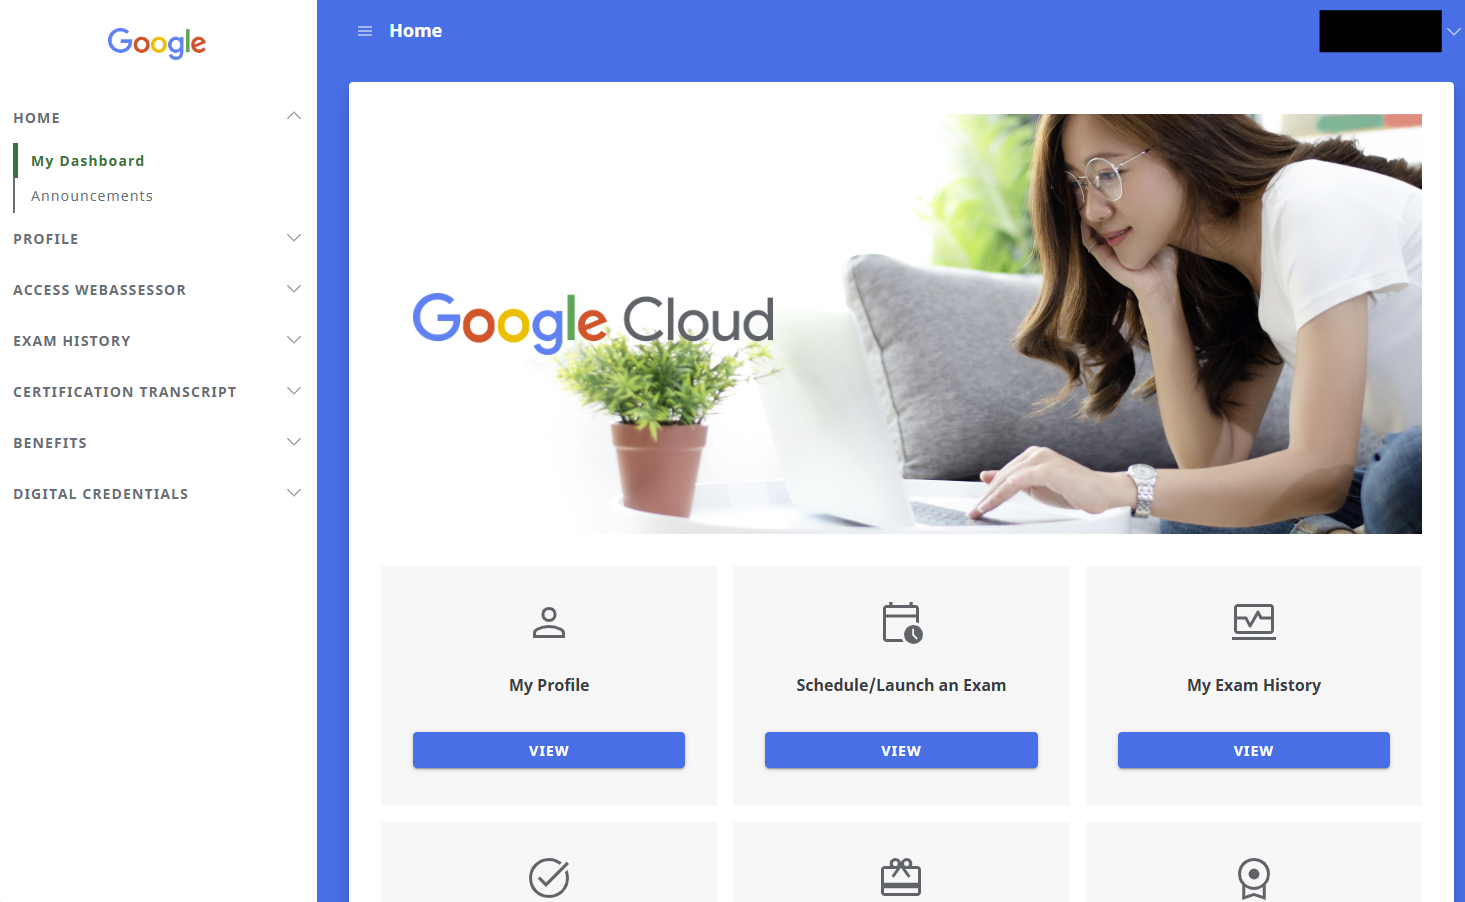 Google
HOME
My Dashboard
Announcements
PROFILE
ACCESS WEBASSESSOR
EXAM HISTORY
CERTIFICATION TRANSCRIPT
BENEFITS
DIGITAL CREDENTIALS
Home
Google Cloud
My Profile
VIEW
Schedule/Launch an Exam
VIEW
My Exam History
VIEW